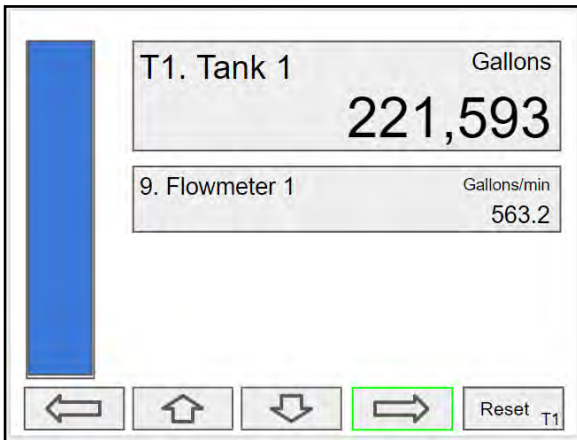 T1. Tank 1 Gallons
221,593
9. Flowmeter 1 Gallons/min
563.2
Reset T1